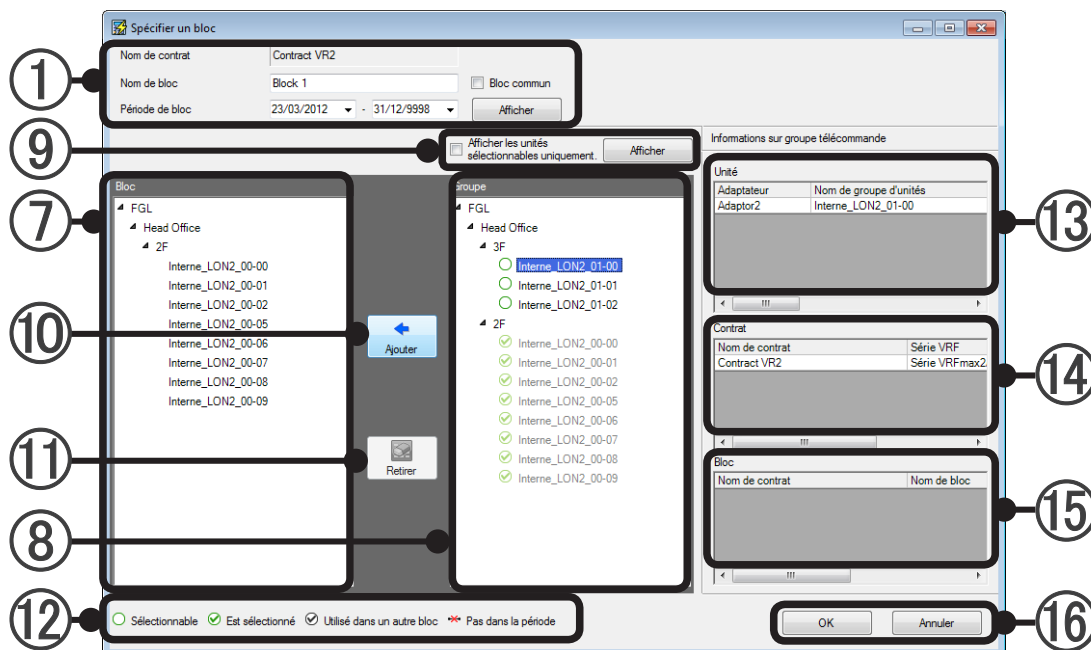 Spécifier un bloc
① Nom de contrat Contract VR2
Nom de bloc Block 1 Bloc commun
Période de bloc 23/03/2012 - 31/12/9998 Afficher
⑨ Afficher les unités
sélectionnables uniquement. Afficher
Informations sur groupe télécommande
⑦ Bloc
FGL
Head Office
2F
Interne_LON2_00-00
Interne_LON2_00-01
Interne_LON2_00-02
Interne_LON2_00-05
Interne_LON2_00-06
Interne_LON2_00-07
Interne_LON2_00-08
Interne_LON2_00-09
⑩ Ajouter
⑪ Retirer
⑧ Groupe
FGL
Head Office
3F
Interne_LON2_01-00
Interne_LON2_01-01
Interne_LON2_01-02
2F
Interne_LON2_00-00
Interne_LON2_00-01
Interne_LON2_00-02
Interne_LON2_00-05
Interne_LON2_00-06
Interne_LON2_00-07
Interne_LON2_00-08
Interne_LON2_00-09
Unité ⑬
Adaptateur Nom de groupe d'unités
Adaptor2 Interne_LON2_01-00
Contrat ⑭
Nom de contrat Série VRF
Contract VR2 Série VRFmax2
Bloc ⑮
Nom de contrat Nom de bloc
⑫ Sélectionnable Est sélectionné Utilisé dans un autre bloc Pas dans la période
OK Annuler ⑯